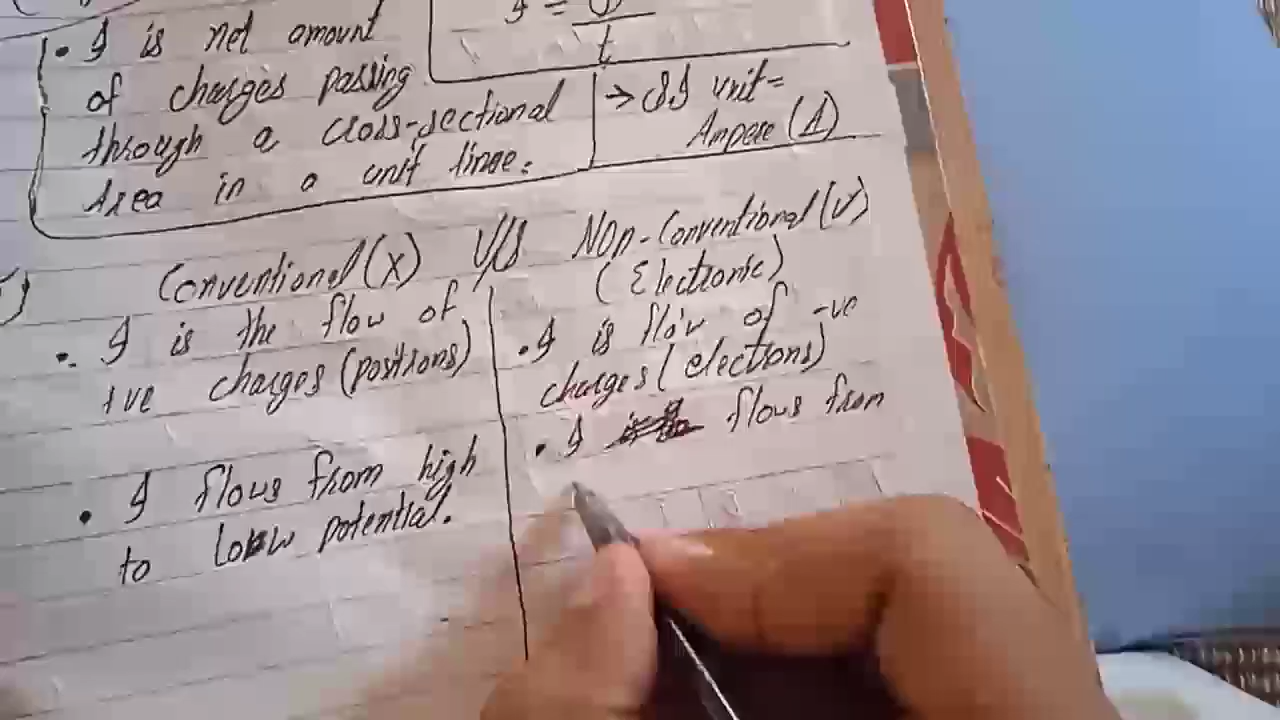 I = Q
t
• I is net amount
of charges passing
through a cross-sectional
Area in a unit time.
→ SI unit=
Ampere (A)
Conventional (x) V/S Non-Conventional (✓)
(Electronic)
• I is the flow of
+ve charges (positrons)
• I flows from high
to low potential.
• I is flow of -ve
charges (electrons)
• I flows from